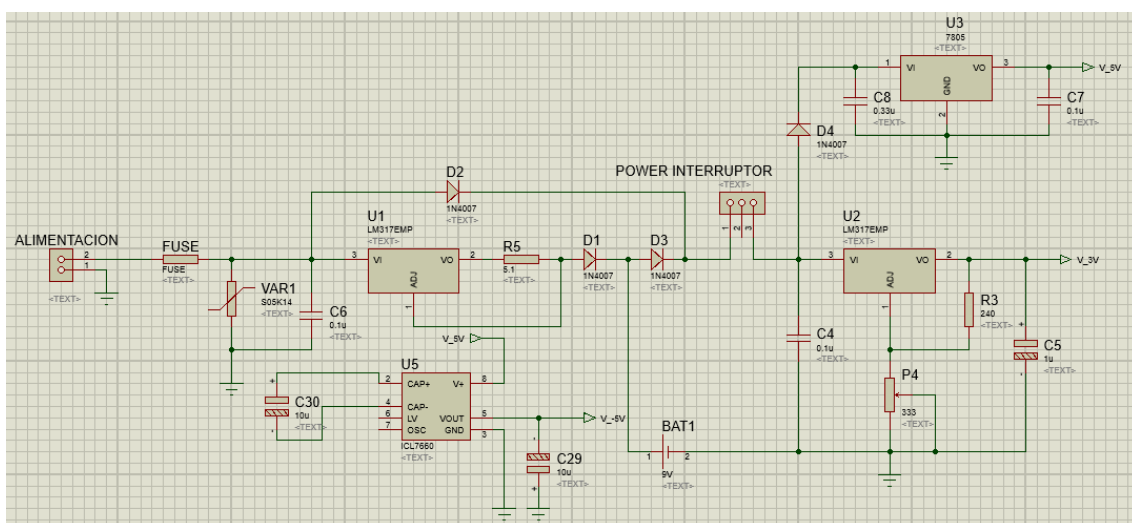 U3
7805
<TEXT>
1
VI
VO
3
V_5V
GND
2
C8
0.33u
<TEXT>
C7
0.1u
<TEXT>
D4
1N4007
<TEXT>
POWER INTERRUPTOR
<TEXT>
1
2
3
D2
1N4007
<TEXT>
ALIMENTACION
2
1
<TEXT>
FUSE
FUSE
<TEXT>
VAR1
S05K14
<TEXT>
C6
0.1u
<TEXT>
U1
LM317EMP
<TEXT>
3
VI
VO
2
ADJ
1
R5
5.1
<TEXT>
D1
1N4007
<TEXT>
D3
1N4007
<TEXT>
U2
LM317EMP
<TEXT>
3
VI
VO
2
V_3V
ADJ
1
R3
240
<TEXT>
C4
0.1u
<TEXT>
+
C5
1u
<TEXT>
-
P4
333
<TEXT>
V_5V
U5
2
CAP+
V+
8
4
CAP-
6
LV
VOUT
5
V_-5V
7
OSC
GND
3
ICL7660
<TEXT>
+
C30
10u
<TEXT>
-
-
C29
10u
<TEXT>
+
BAT1
1
2
9V
<TEXT>